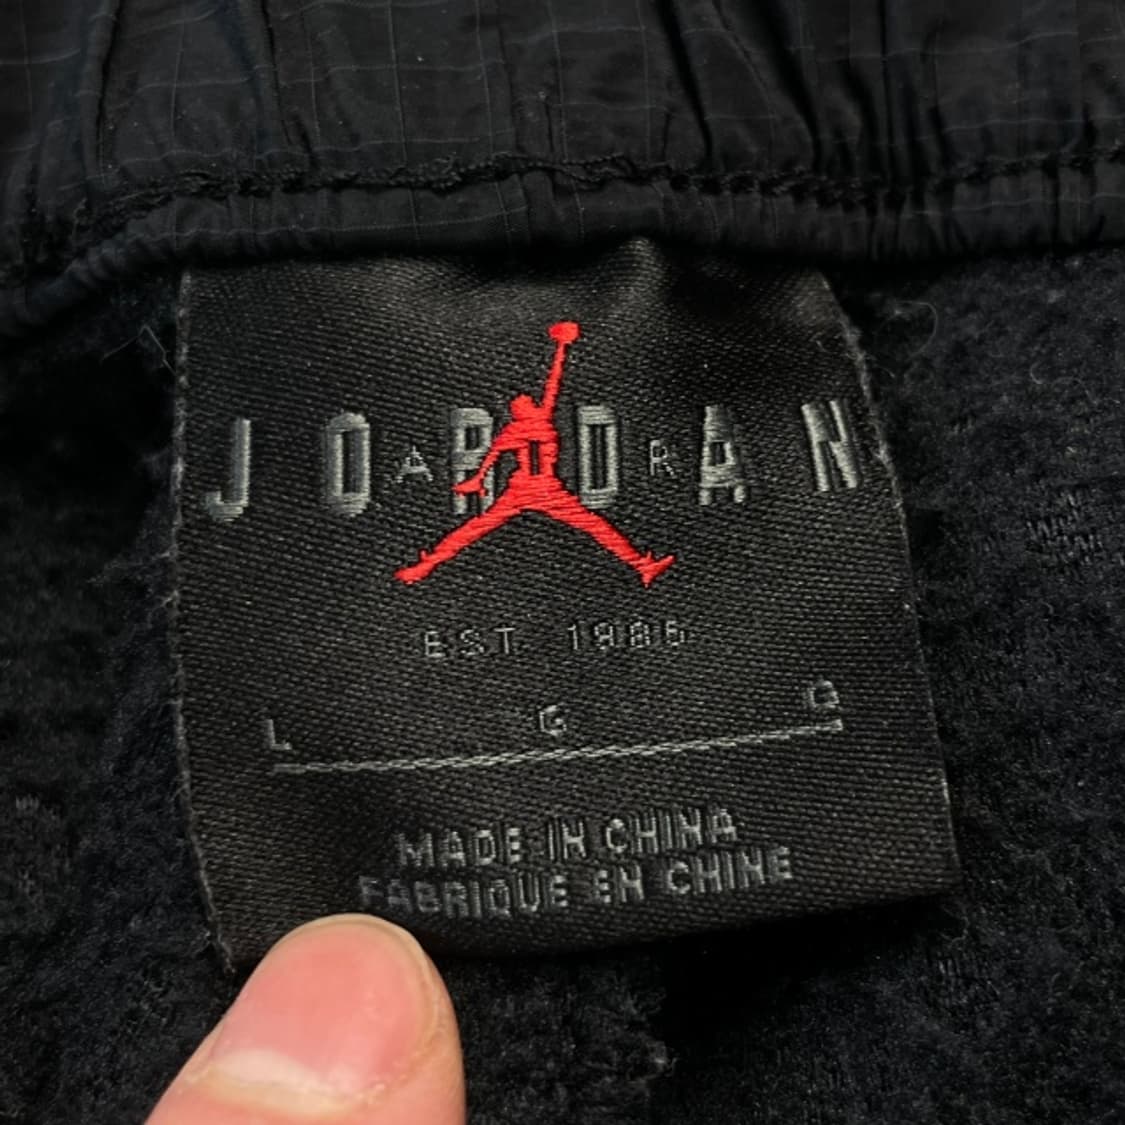 JORDAN
AIR
EST. 1985
L G G
MADE IN CHINA
FABRIQUE EN CHINE